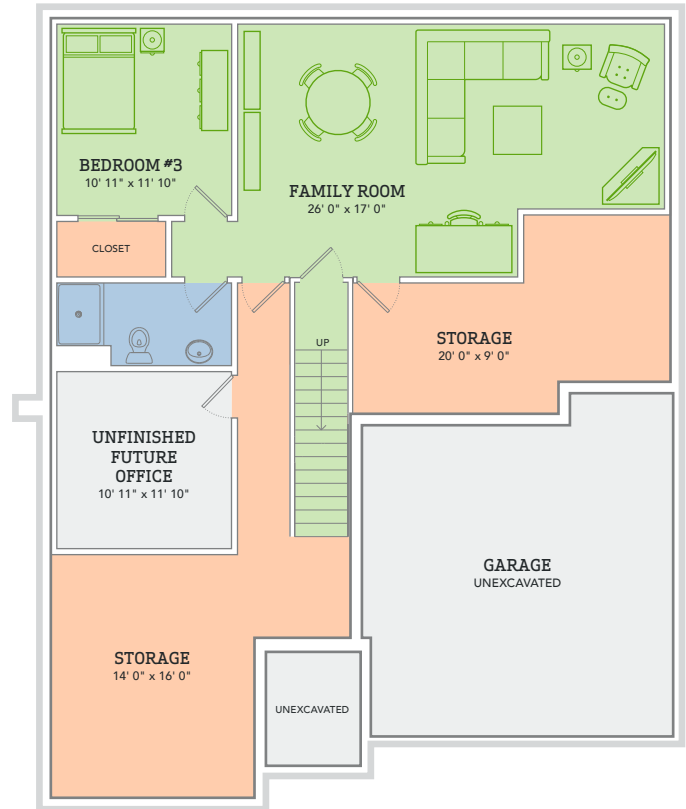 BEDROOM #3
10' 11" x 11' 10"
FAMILY ROOM
26' 0" x 17' 0"
CLOSET
UP
STORAGE
20' 0" x 9' 0"
UNFINISHED
FUTURE
OFFICE
10' 11" x 11' 10"
GARAGE
UNEXCAVATED
STORAGE
14' 0" x 16' 0"
UNEXCAVATED